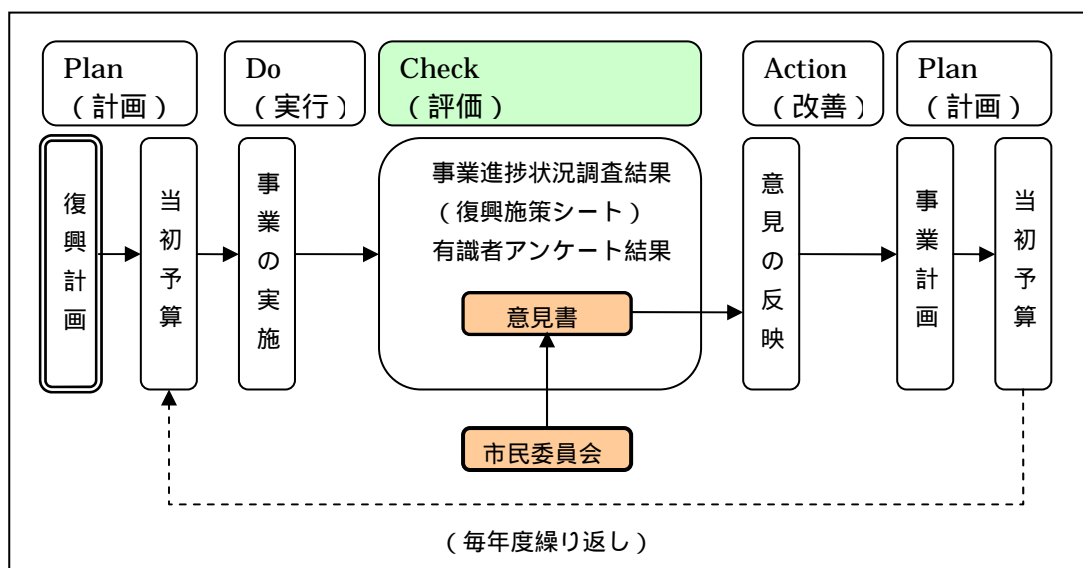 Plan
（計画）
Do
（実行）
Check
（評価）
Action
（改善）
Plan
（計画）
復興計画
当初予算
事業の実施
事業進捗状況調査結果
（復興施策シート）
有識者アンケート結果
意見書
市民委員会
意見の反映
事業計画
当初予算
（毎年度繰り返し）